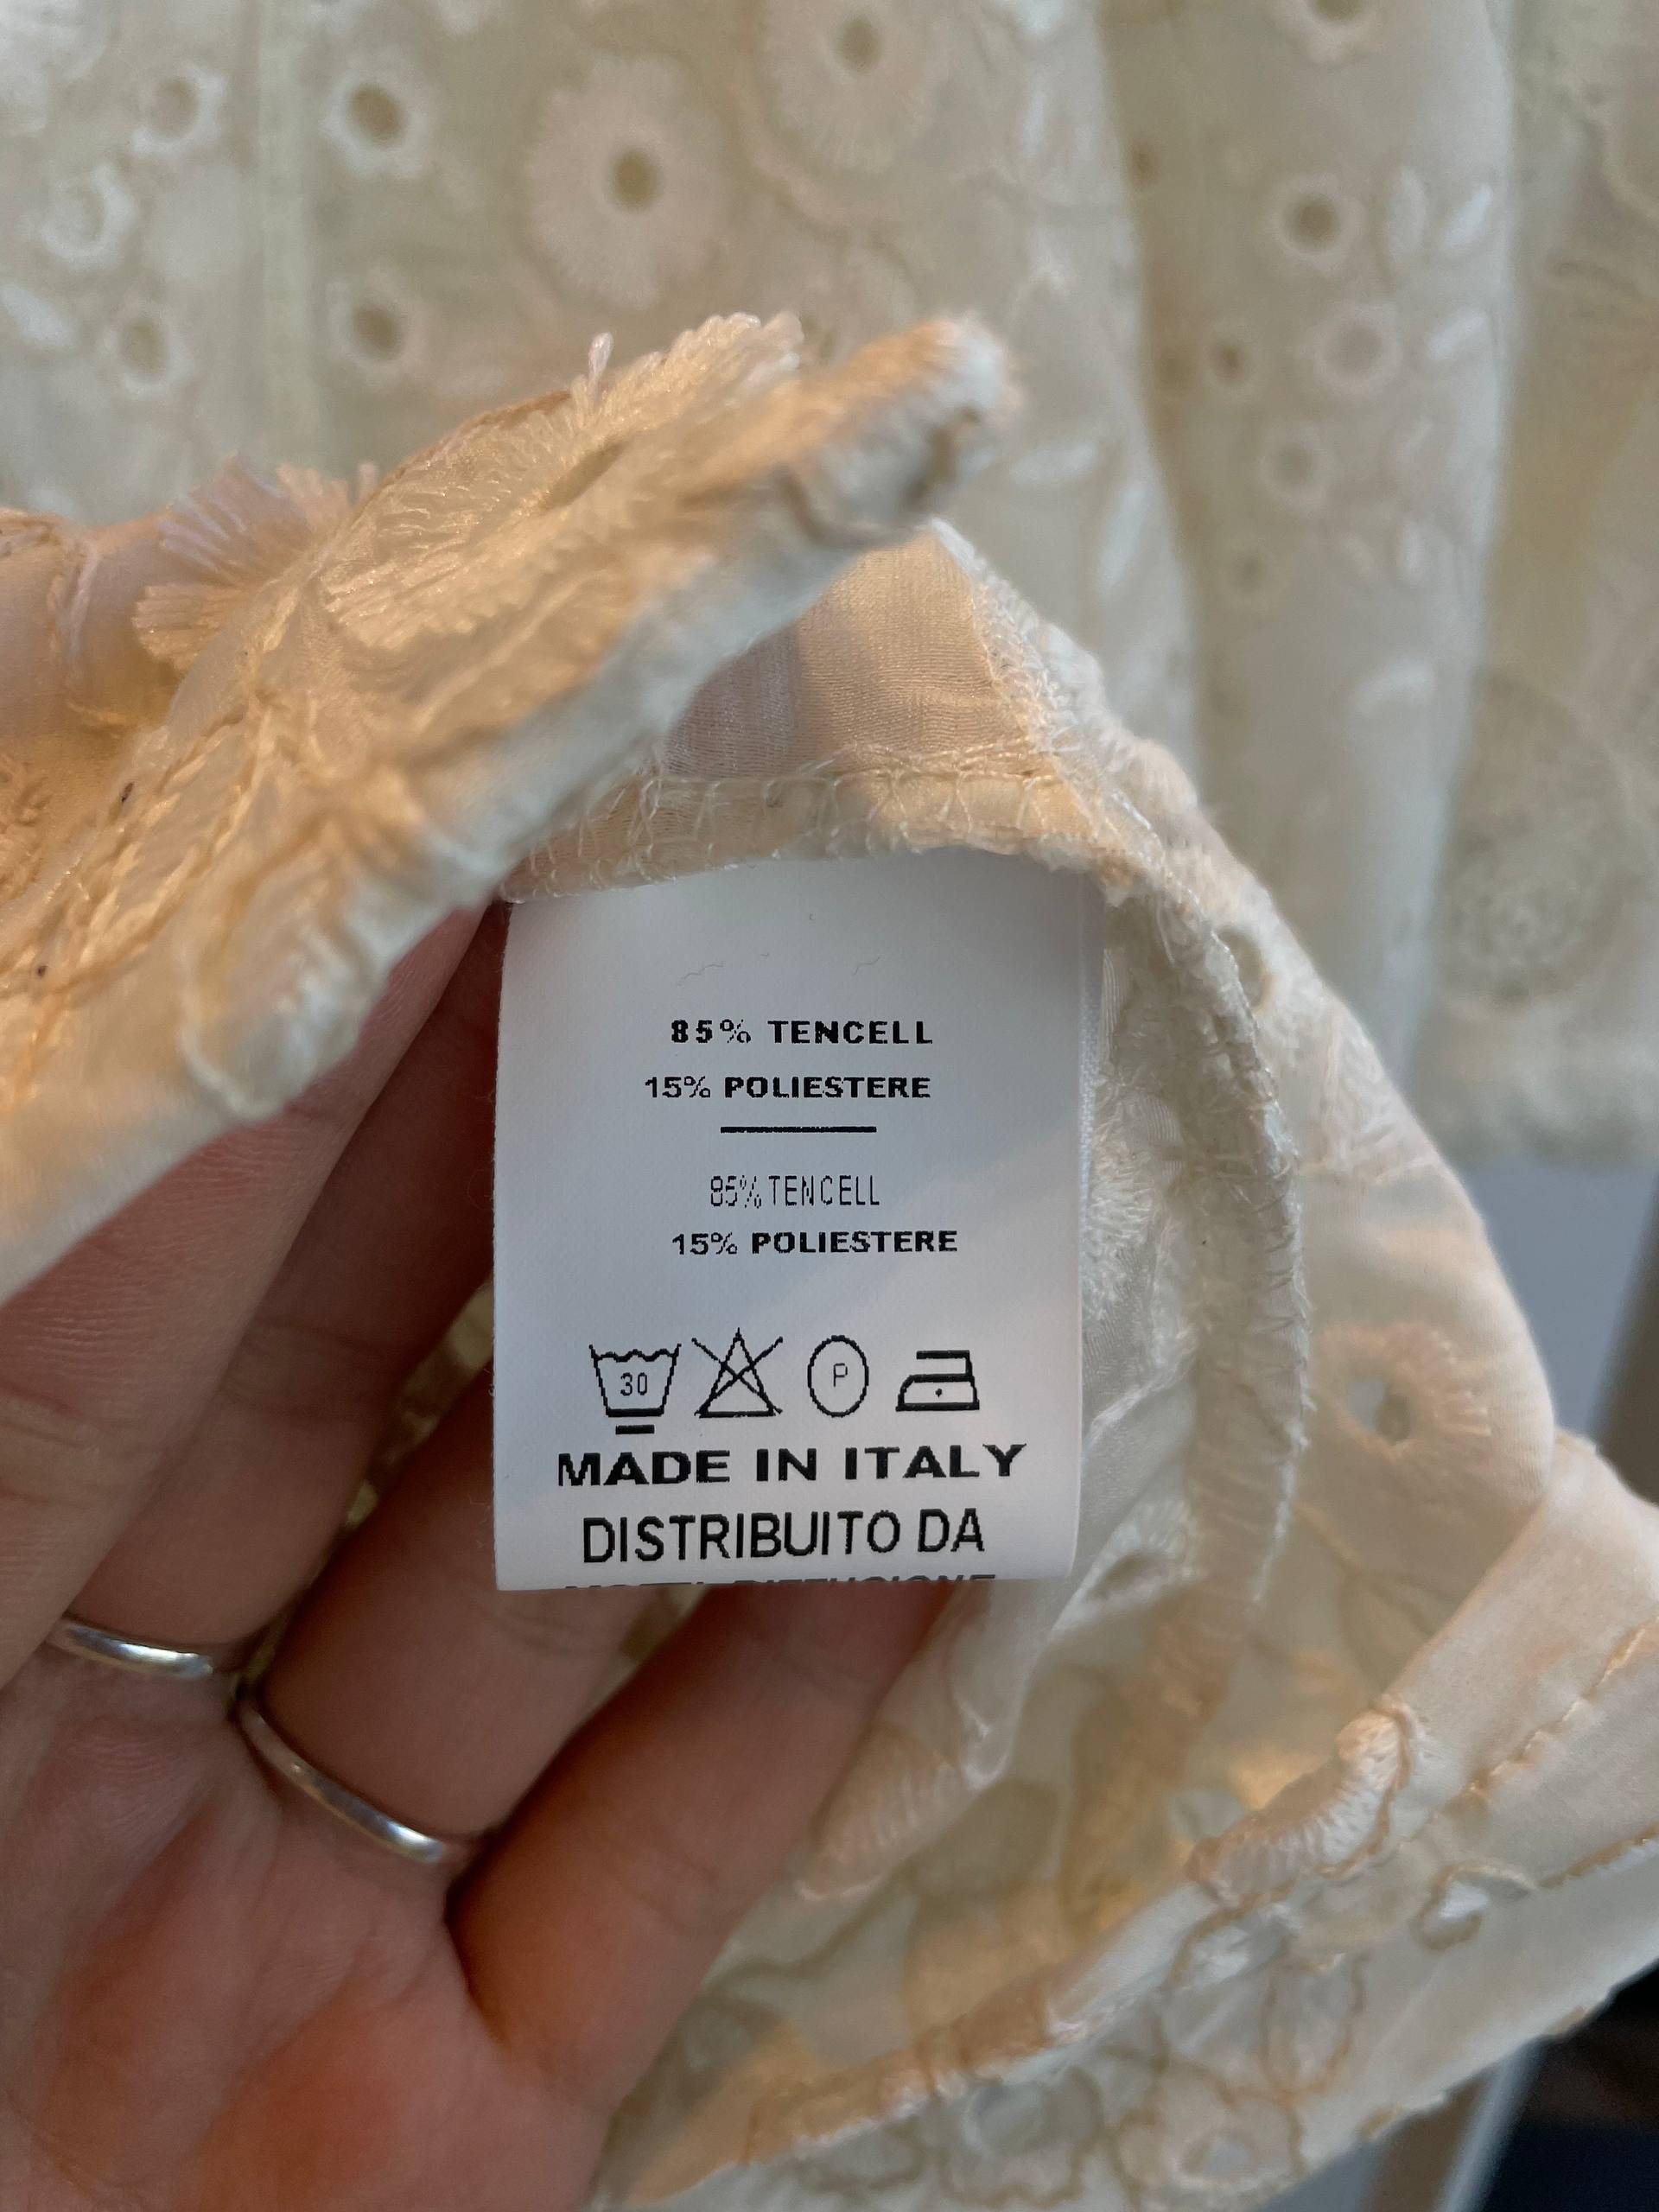 85% TENCELL
15% POLIESTERE
85% TENCELL
15% POLIESTERE
30
P
MADE IN ITALY
DISTRIBUITO DA